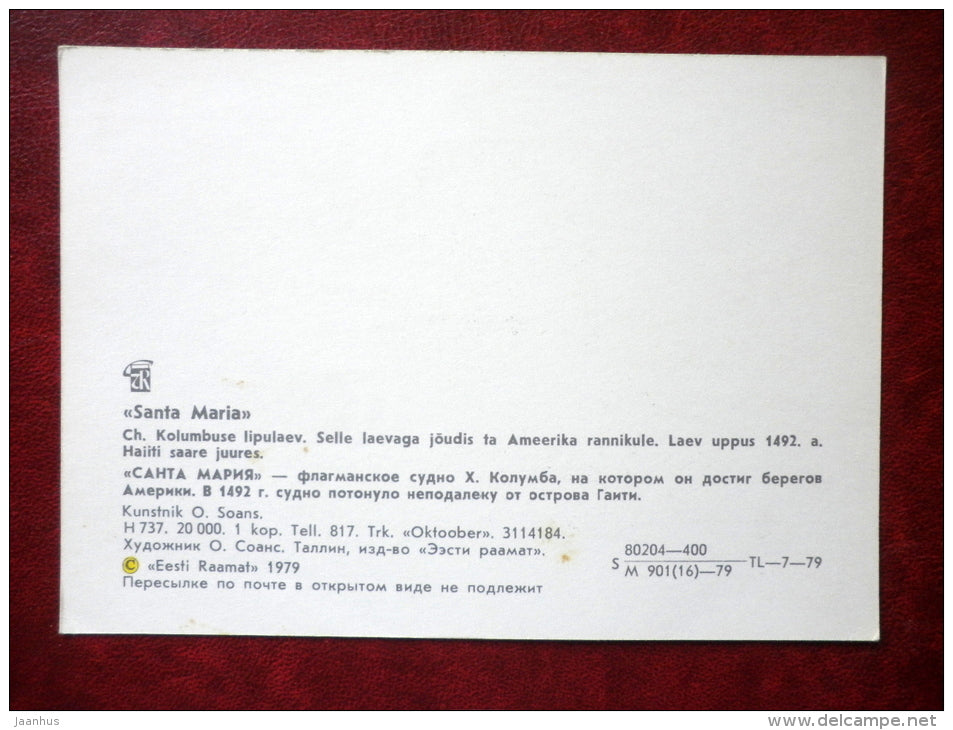 «Santa Maria»
Ch. Kolumbuse lipulaev. Selle laevaga jõudis ta Ameerika rannikule. Laev uppus 1492. a.
Haiiti saare juures.
«САНТА МАРИЯ» — флагманское судно Х. Колумба, на котором он достиг берегов
Америки. В 1492 г. судно потонуло неподалеку от острова Гаити.
Kunstnik O. Soans.
H 737. 20 000. 1 kop. Tell. 817. Trk. «Oktoober». 3114184.
Художник О. Соанс. Таллин, изд-во «Ээсти раамат».
© «Eesti Raamat» 1979
Пересылке по почте в открытом виде не подлежит
S 80204—400 TL—7—79
M 901(16)—79
jaanhus
www.delcampe.net